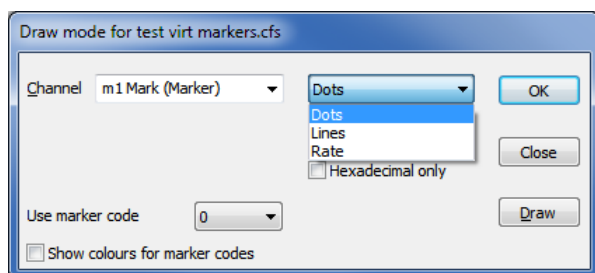 Draw mode for test virt markers.cfs
Channel m1 Mark (Marker) Dots OK
Dots
Lines
Rate
Close
Hexadecimal only
Use marker code 0 Draw
Show colours for marker codes